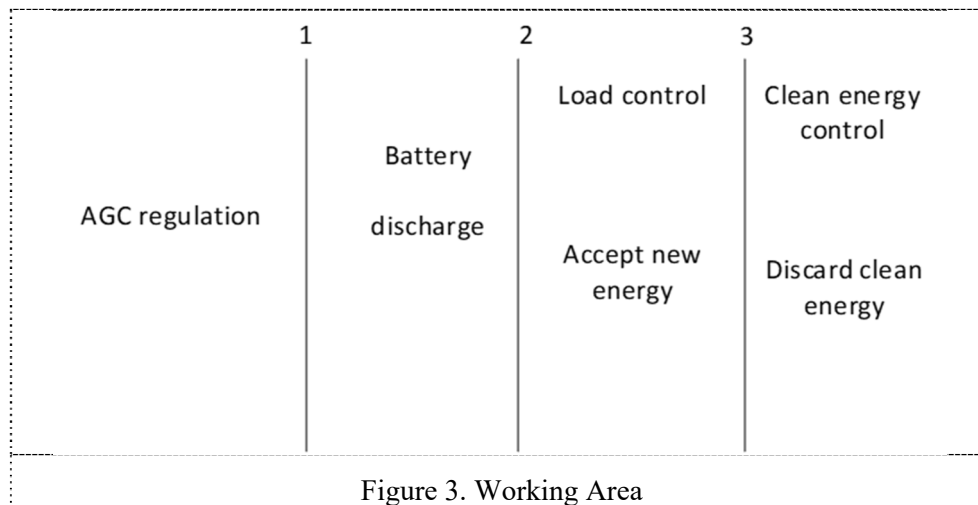 1
2
3
AGC regulation
Battery
discharge
Load control
Accept new
energy
Clean energy
control
Discard clean
energy
Figure 3. Working Area